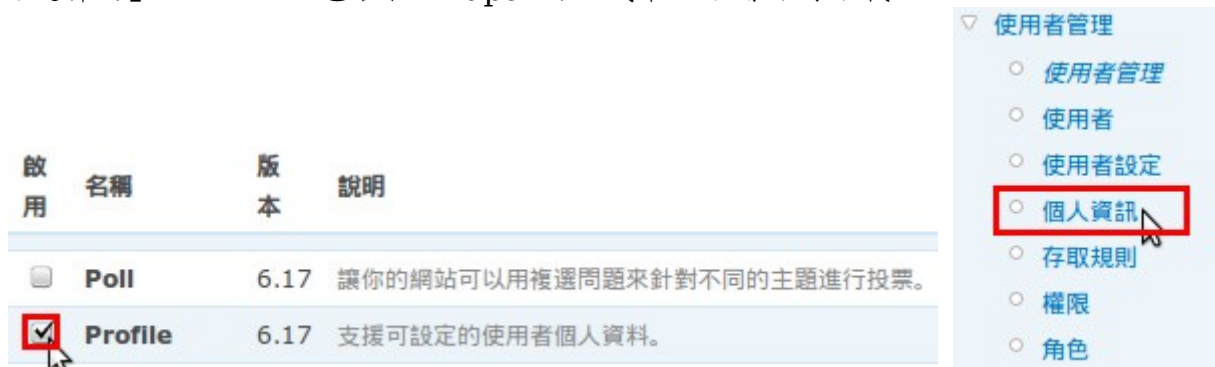 啟用 名稱 版本 說明
Poll 6.17 讓你的網站可以用複選問題來針對不同的主題進行投票。
Profile 6.17 支援可設定的使用者個人資料。
使用者管理
使用者管理
使用者
使用者設定
個人資訊
存取規則
權限
角色